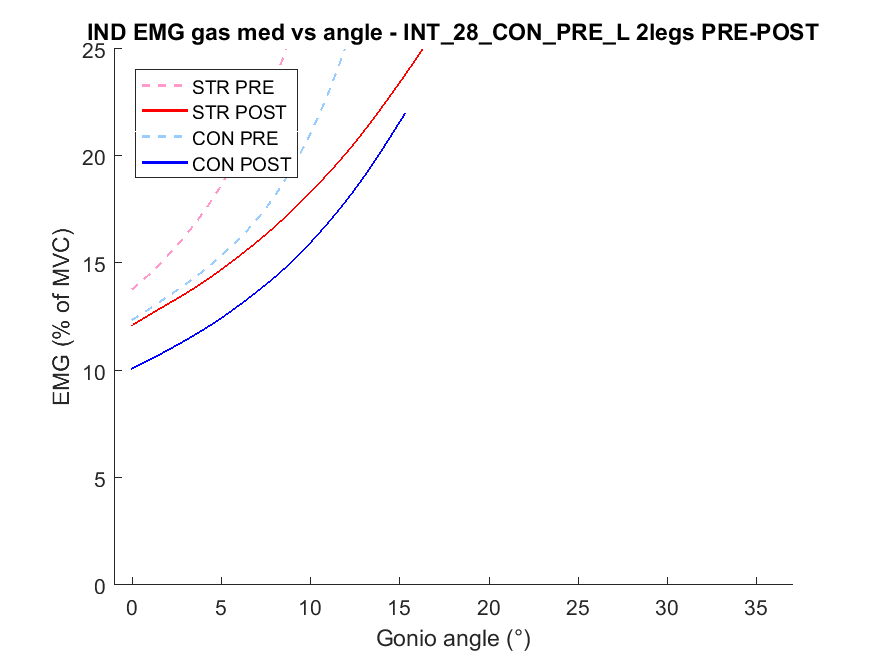 IND EMG gas med vs angle - INT_28_CON_PRE_L 2legs PRE-POST
25
STR PRE
STR POST
CON PRE
CON POST
20
15
10
5
0
EMG (% of MVC)
0 5 10 15 20 25 30 35
Gonio angle (°)